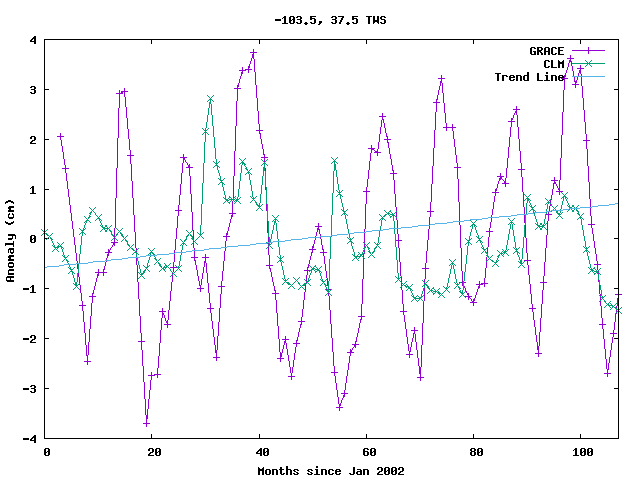 -103.5, 37.5 TWS
GRACE
CLM
Trend Line
4
3
2
1
0
-1
-2
-3
-4
Anomaly (cm)
0 20 40 60 80 100
Months since Jan 2002